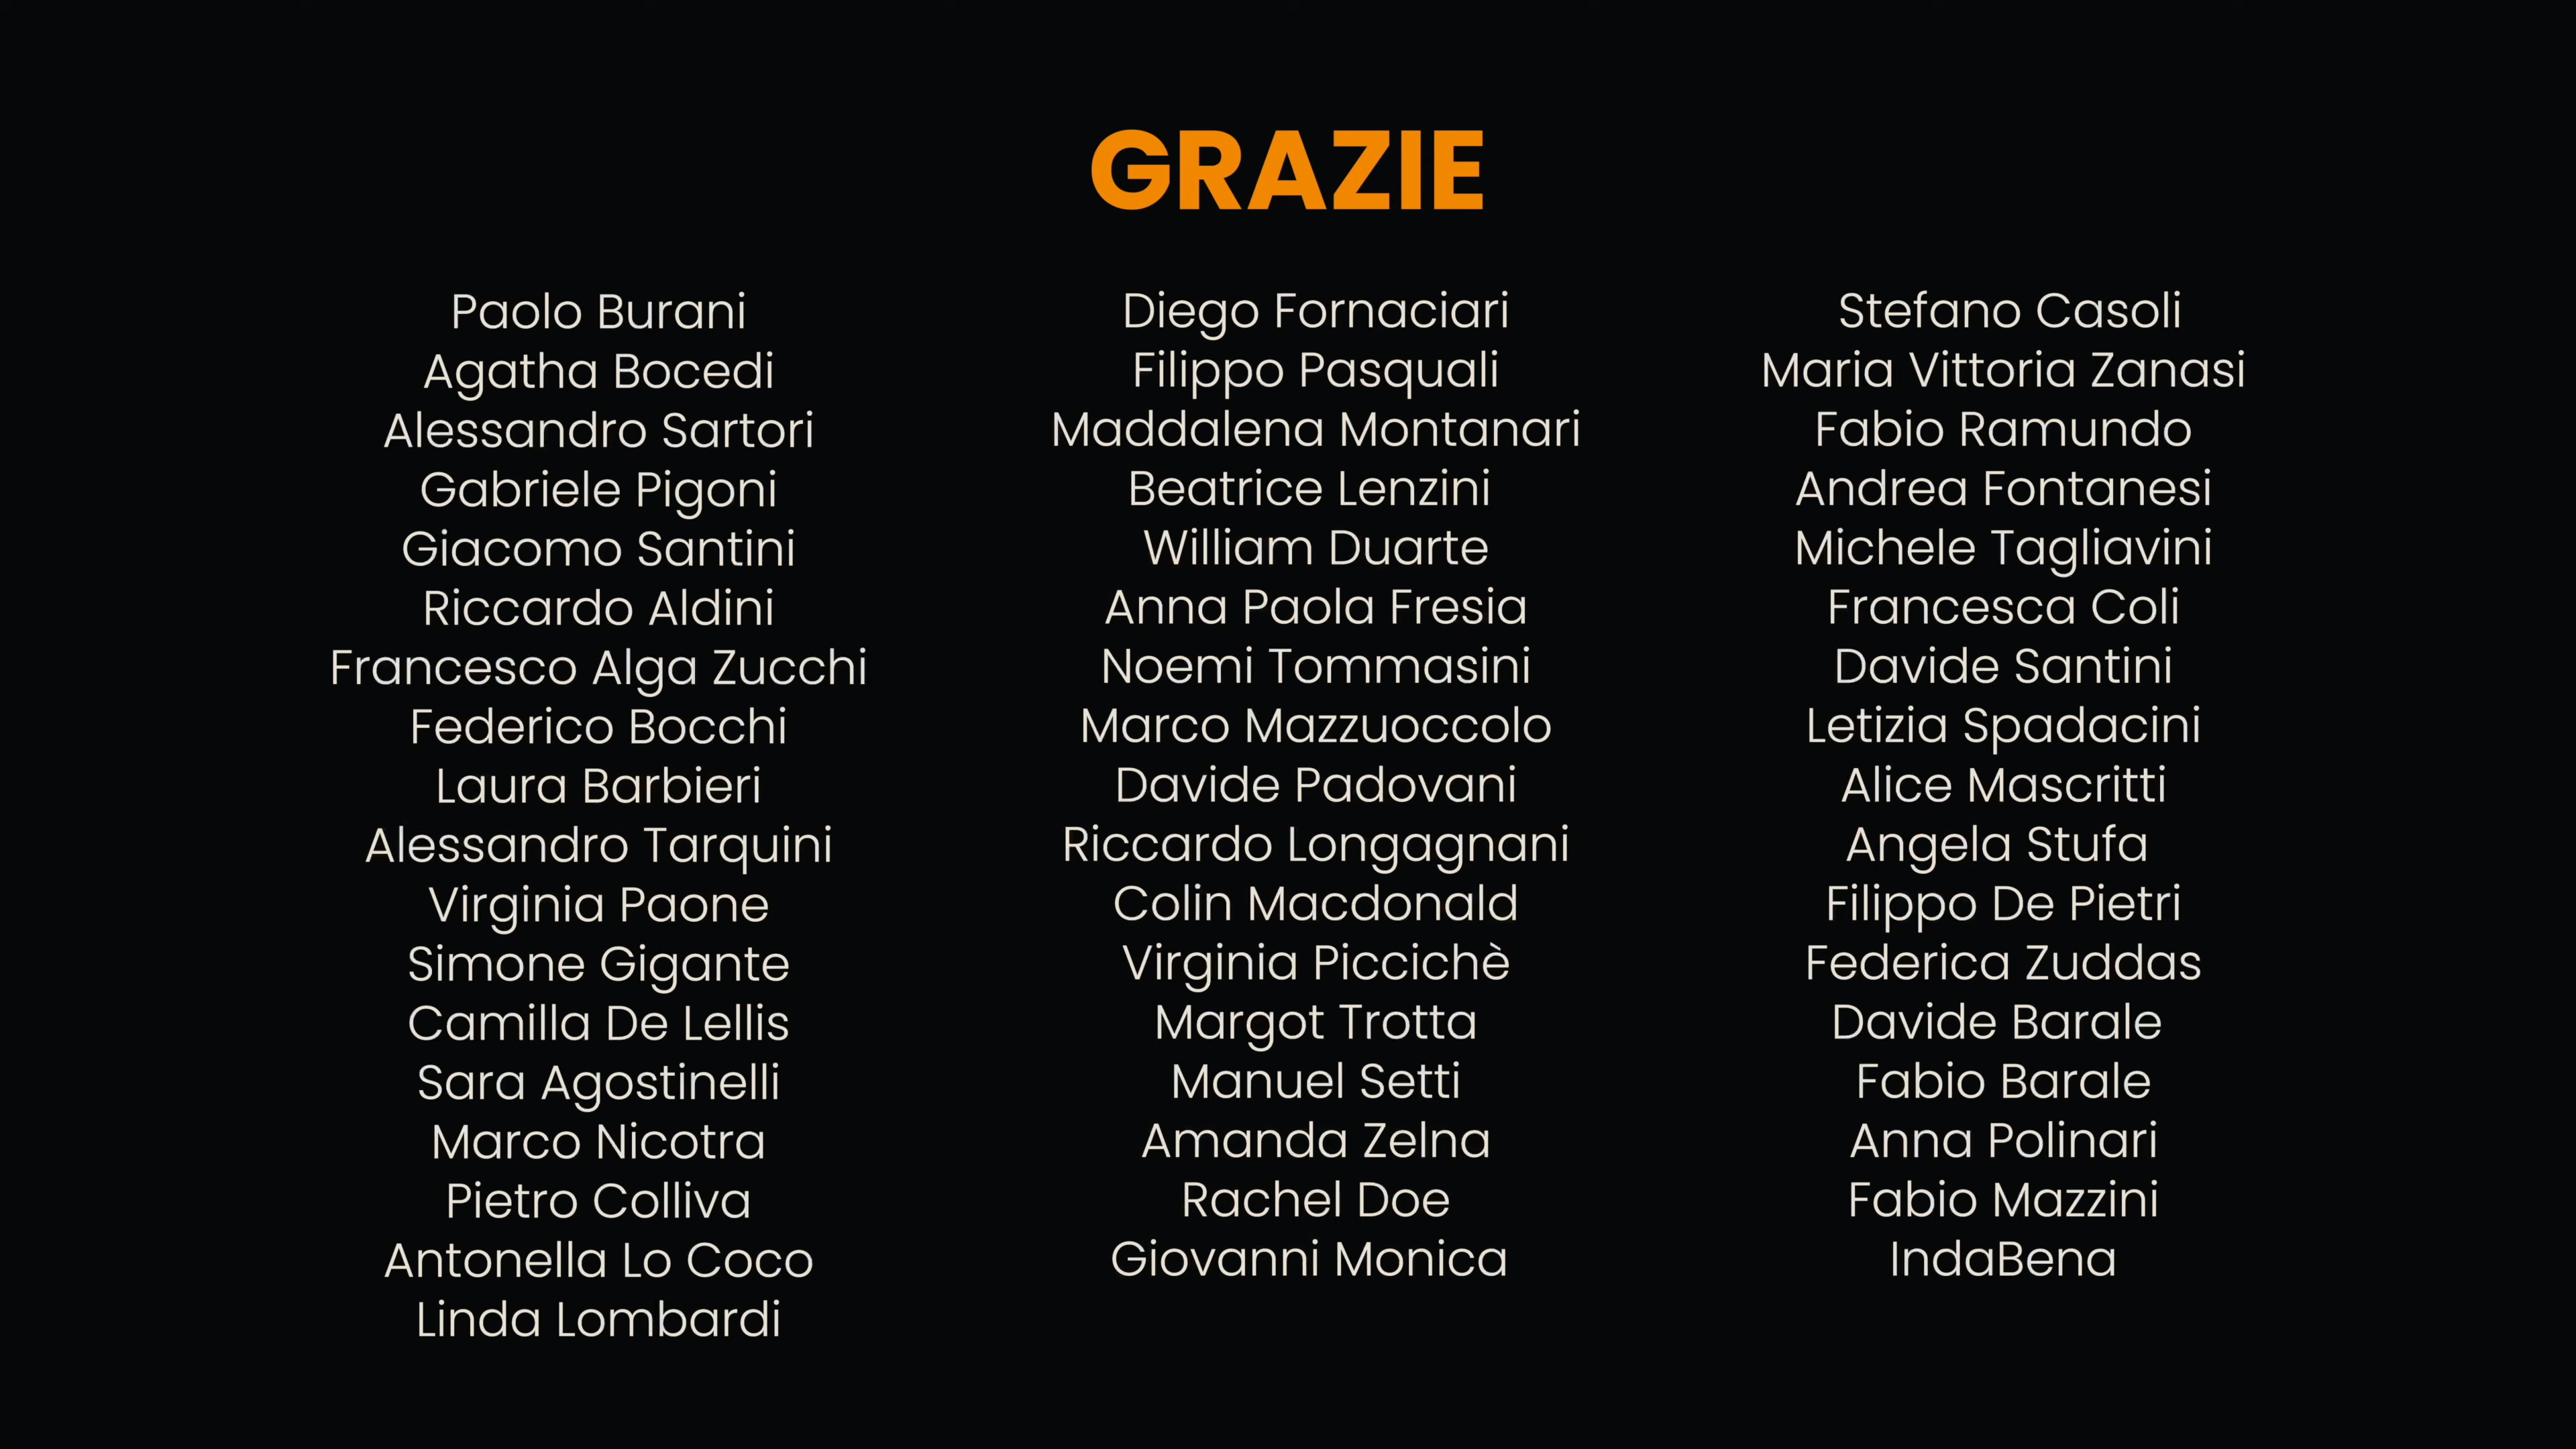 GRAZIE
Paolo Burani
Agatha Bocedi
Alessandro Sartori
Gabriele Pigoni
Giacomo Santini
Riccardo Aldini
Francesco Alga Zucchi
Federico Bocchi
Laura Barbieri
Alessandro Tarquini
Virginia Paone
Simone Gigante
Camilla De Lellis
Sara Agostinelli
Marco Nicotra
Pietro Colliva
Antonella Lo Coco
Linda Lombardi
Diego Fornaciari
Filippo Pasquali
Maddalena Montanari
Beatrice Lenzini
William Duarte
Anna Paola Fresia
Noemi Tommasini
Marco Mazzuoccolo
Davide Padovani
Riccardo Longagnani
Colin Macdonald
Virginia Piccichè
Margot Trotta
Manuel Setti
Amanda Zelna
Rachel Doe
Giovanni Monica
Stefano Casoli
Maria Vittoria Zanasi
Fabio Ramundo
Andrea Fontanesi
Michele Tagliavini
Francesca Coli
Davide Santini
Letizia Spadacini
Alice Mascritti
Angela Stufa
Filippo De Pietri
Federica Zuddas
Davide Barale
Fabio Barale
Anna Polinari
Fabio Mazzini
IndaBena